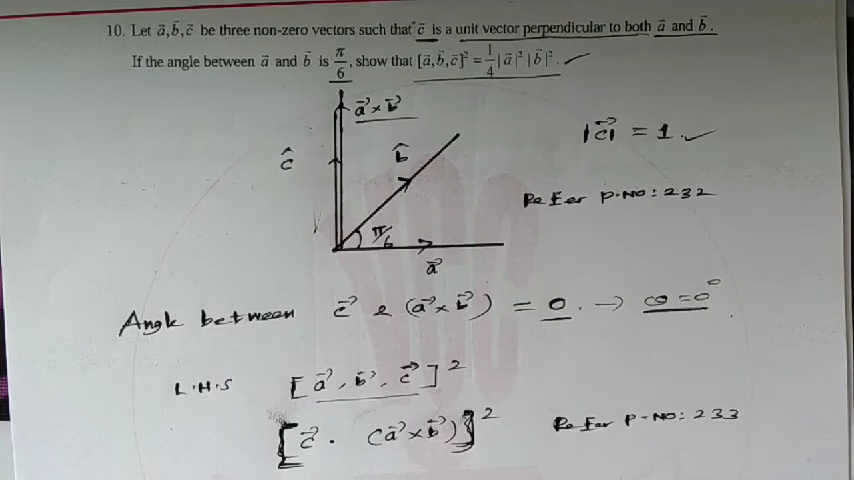 10. Let a⃗, b⃗, c⃗ be three non-zero vectors such that c⃗ is a unit vector perpendicular to both a⃗ and b⃗.
If the angle between a⃗ and b⃗ is π/6, show that [a⃗, b⃗, c⃗]² = 1/4 |a⃗|² |b⃗|².
a⃗ × b⃗
|c⃗| = 1
ĉ
b⃗
Refer P.NO: 232
π/6
a⃗
Angle between c⃗ & (a⃗ × b⃗) = 0. → θ = 0°
L.H.S [a⃗, b⃗, c⃗]²
[c⃗ · (a⃗ × b⃗)]² Refer P-NO: 233